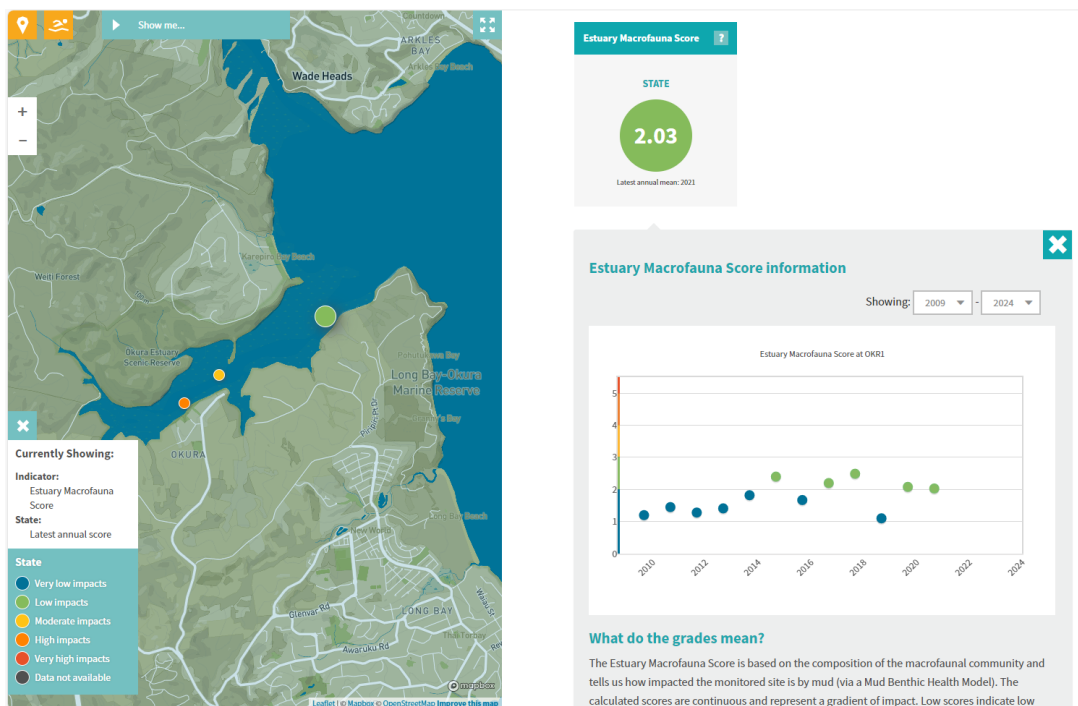 Show me...
Countdown
ARKLES
BAY
Arkles Bay Beach
Wade Heads
+
−
Karepiro Bay Beach
Weiti Forest
Okura Estuary
Scenic Reserve
Pohutukawa Bay
Long Bay-Okura
Marine Reserve
OKURA
Long Bay Beach
New World
Glenvar Rd
LONG BAY
Awaruku Rd
mapbox
Leaflet | © Mapbox © OpenStreetMap Improve this map
Currently Showing:
Indicator:
Estuary Macrofauna
Score
State:
Latest annual score
State
Very low impacts
Low impacts
Moderate impacts
High impacts
Very high impacts
Data not available
Estuary Macrofauna Score ?
STATE
2.03
Latest annual mean: 2021
Estuary Macrofauna Score information
Showing: 2009 - 2024
Estuary Macrofauna Score at OKR1
5
4
3
2
1
0
2010 2012 2014 2016 2018 2020 2022 2024
What do the grades mean?
The Estuary Macrofauna Score is based on the composition of the macrofaunal community and
tells us how impacted the monitored site is by mud (via a Mud Benthic Health Model). The
calculated scores are continuous and represent a gradient of impact. Low scores indicate low